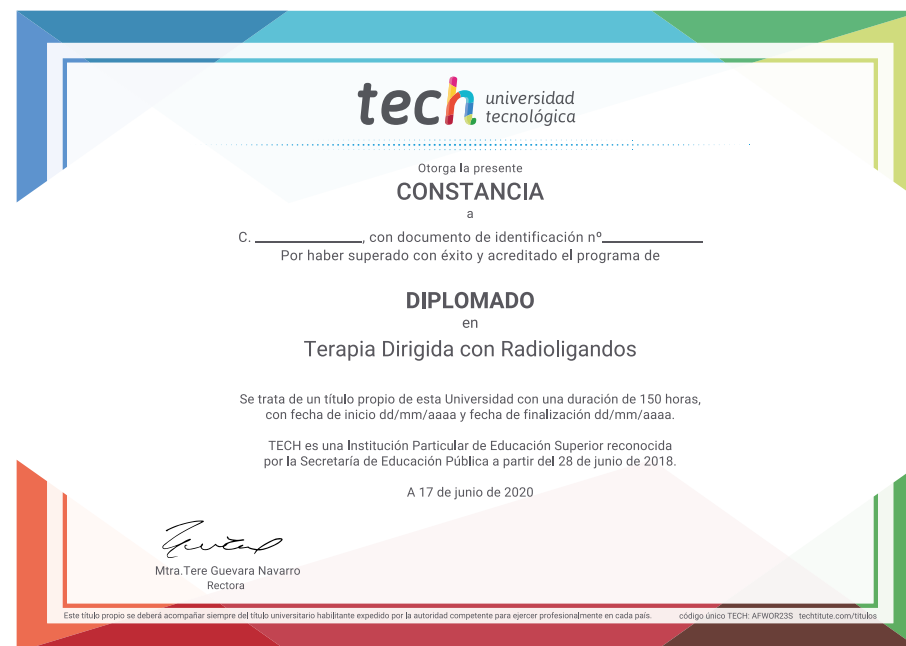 tech universidad
tecnológica
Otorga la presente
CONSTANCIA
a
C. ____________, con documento de identificación nº____________
Por haber superado con éxito y acreditado el programa de
DIPLOMADO
en
Terapia Dirigida con Radioligandos
Se trata de un título propio de esta Universidad con una duración de 150 horas,
con fecha de inicio dd/mm/aaaa y fecha de finalización dd/mm/aaaa.
TECH es una Institución Particular de Educación Superior reconocida
por la Secretaría de Educación Pública a partir del 28 de junio de 2018.
A 17 de junio de 2020
Mtra.Tere Guevara Navarro
Rectora
Este título propio se deberá acompañar siempre del título universitario habilitante expedido por la autoridad competente para ejercer profesionalmente en cada país. código único TECH: AFWOR23S techtitute.com/titulos